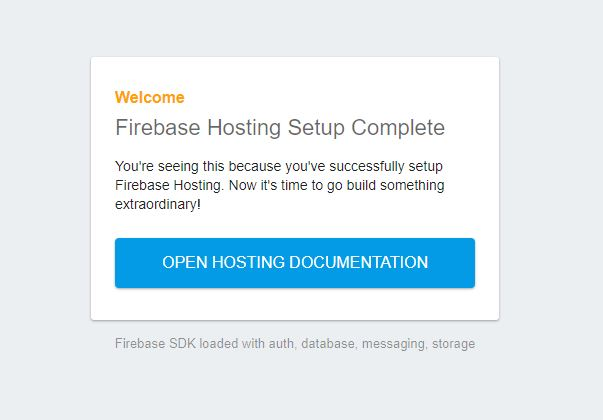 Welcome
Firebase Hosting Setup Complete
You're seeing this because you've successfully setup
Firebase Hosting. Now it's time to go build something
extraordinary!
OPEN HOSTING DOCUMENTATION
Firebase SDK loaded with auth, database, messaging, storage